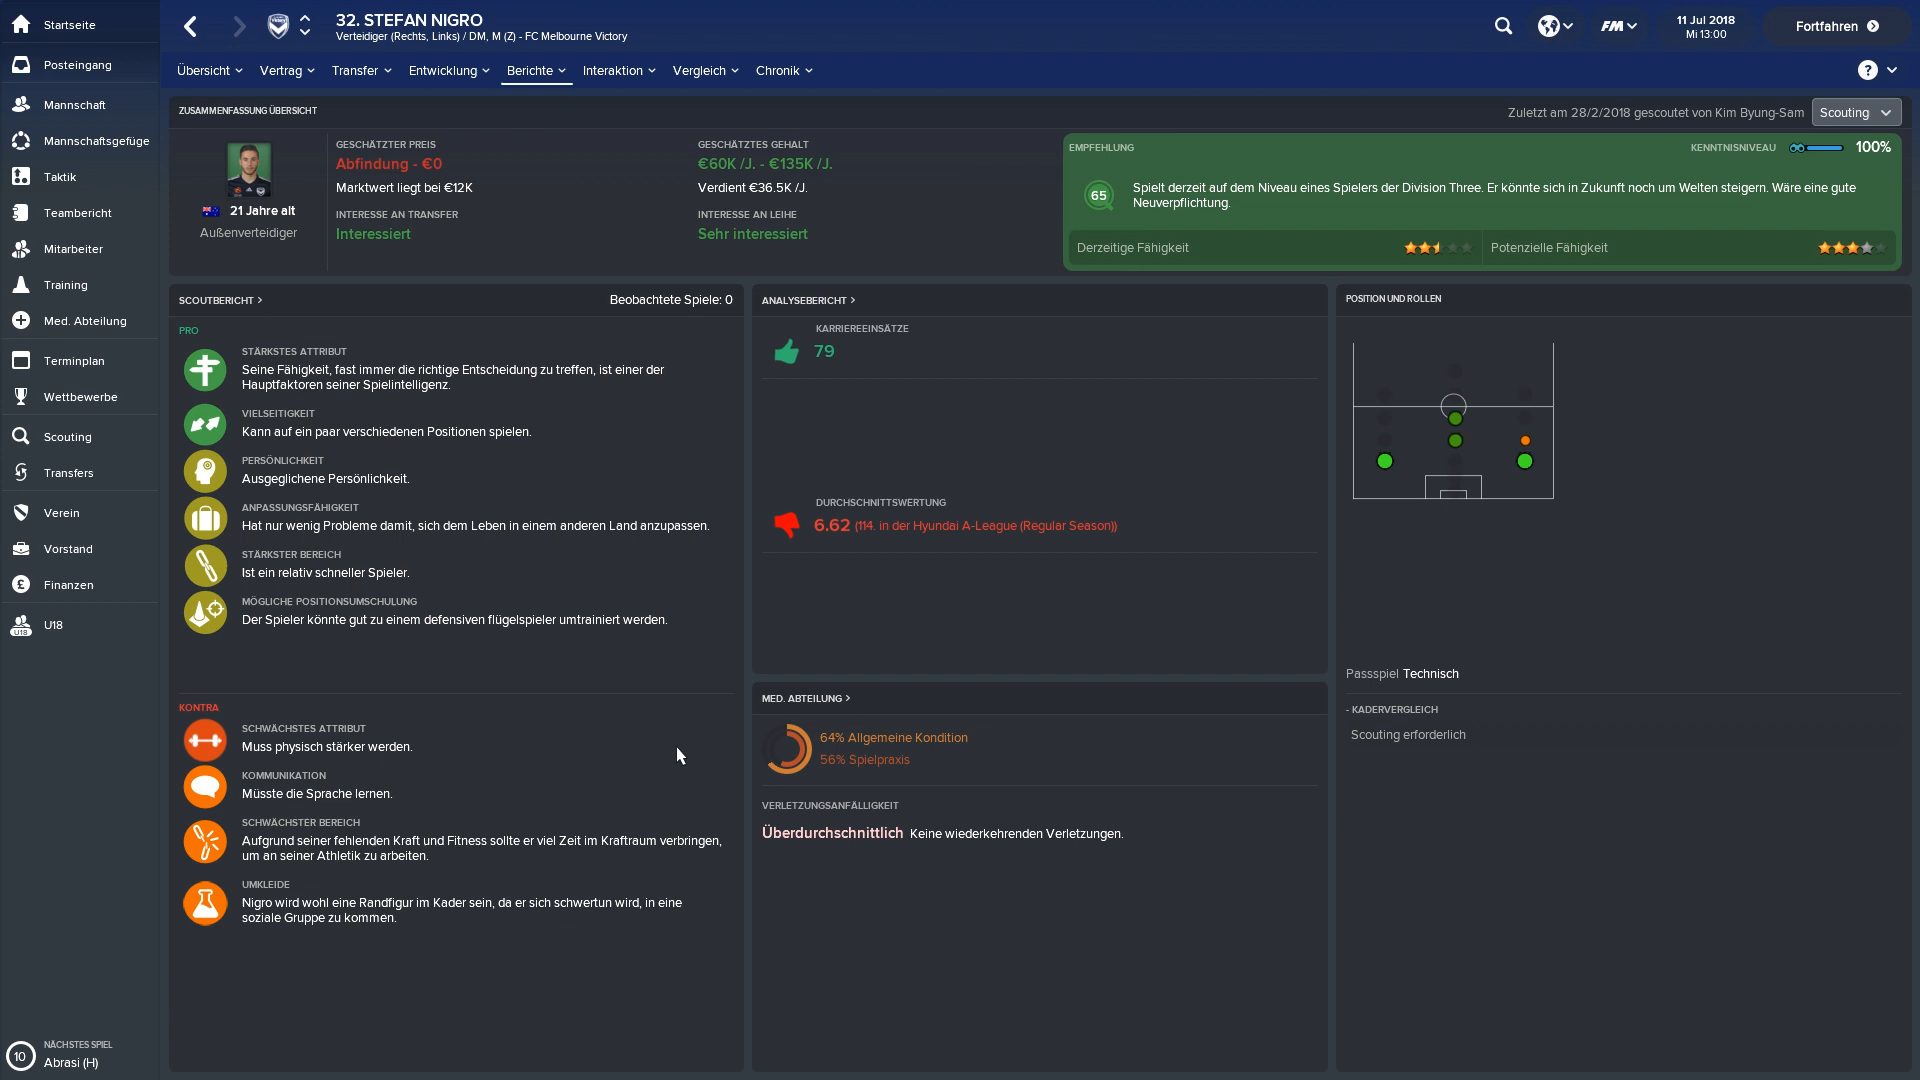 Startseite
Posteingang
Mannschaft
Mannschaftsgefüge
Taktik
Teambericht
Mitarbeiter
Training
Med. Abteilung
Terminplan
Wettbewerbe
Scouting
Transfers
Verein
Vorstand
Finanzen
U18
U18
10
NÄCHSTES SPIEL
Abrasi (H)
32. STEFAN NIGRO
Verteidiger (Rechts, Links) / DM, M (Z) - FC Melbourne Victory
FM
11 Jul 2018
Mi 13:00
Fortfahren
Übersicht
Vertrag
Transfer
Entwicklung
Berichte
Interaktion
Vergleich
Chronik
?
ZUSAMMENFASSUNG ÜBERSICHT
Zuletzt am 28/2/2018 gescoutet von Kim Byung-Sam
Scouting
21 Jahre alt
Außenverteidiger
GESCHÄTZTER PREIS
Abfindung - €0
Marktwert liegt bei €12K
INTERESSE AN TRANSFER
Interessiert
GESCHÄTZTES GEHALT
€60K /J. - €135K /J.
Verdient €36.5K /J.
INTERESSE AN LEIHE
Sehr interessiert
EMPFEHLUNG
KENNTNISNIVEAU
100%
65
Spielt derzeit auf dem Niveau eines Spielers der Division Three. Er könnte sich in Zukunft noch um Welten steigern. Wäre eine gute
Neuverpflichtung.
Derzeitige Fähigkeit
Potenzielle Fähigkeit
SCOUTBERICHT >
Beobachtete Spiele: 0
PRO
STÄRKSTES ATTRIBUT
Seine Fähigkeit, fast immer die richtige Entscheidung zu treffen, ist einer der
Hauptfaktoren seiner Spielintelligenz.
VIELSEITIGKEIT
Kann auf ein paar verschiedenen Positionen spielen.
PERSÖNLICHKEIT
Ausgeglichene Persönlichkeit.
ANPASSUNGSFÄHIGKEIT
Hat nur wenig Probleme damit, sich dem Leben in einem anderen Land anzupassen.
STÄRKSTER BEREICH
Ist ein relativ schneller Spieler.
MÖGLICHE POSITIONSUMSCHULUNG
Der Spieler könnte gut zu einem defensiven flügelspieler umtrainiert werden.
KONTRA
SCHWÄCHSTES ATTRIBUT
Muss physisch stärker werden.
KOMMUNIKATION
Müsste die Sprache lernen.
SCHWÄCHSTER BEREICH
Aufgrund seiner fehlenden Kraft und Fitness sollte er viel Zeit im Kraftraum verbringen,
um an seiner Athletik zu arbeiten.
UMKLEIDE
Nigro wird wohl eine Randfigur im Kader sein, da er sich schwertun wird, in eine
soziale Gruppe zu kommen.
ANALYSEBERICHT >
KARRIEREEINSÄTZE
79
DURCHSCHNITTSWERTUNG
6.62 (114. in der Hyundai A-League (Regular Season))
MED. ABTEILUNG >
64% Allgemeine Kondition
56% Spielpraxis
VERLETZUNGSANFÄLLIGKEIT
Überdurchschnittlich Keine wiederkehrenden Verletzungen.
POSITION UND ROLLEN
Passspiel Technisch
- KADERVERGLEICH
Scouting erforderlich